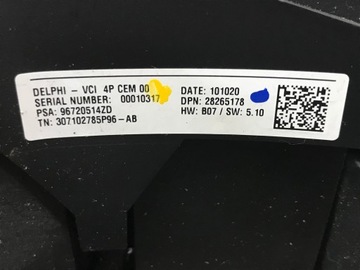 DELPHI - VCI 4P CEM 00
SERIAL NUMBER: 00010317
PSA: 96720514ZD
TN: 307102785P96-AB
DATE: 101020
DPN: 28265178
HW: B07 / SW: 5.10